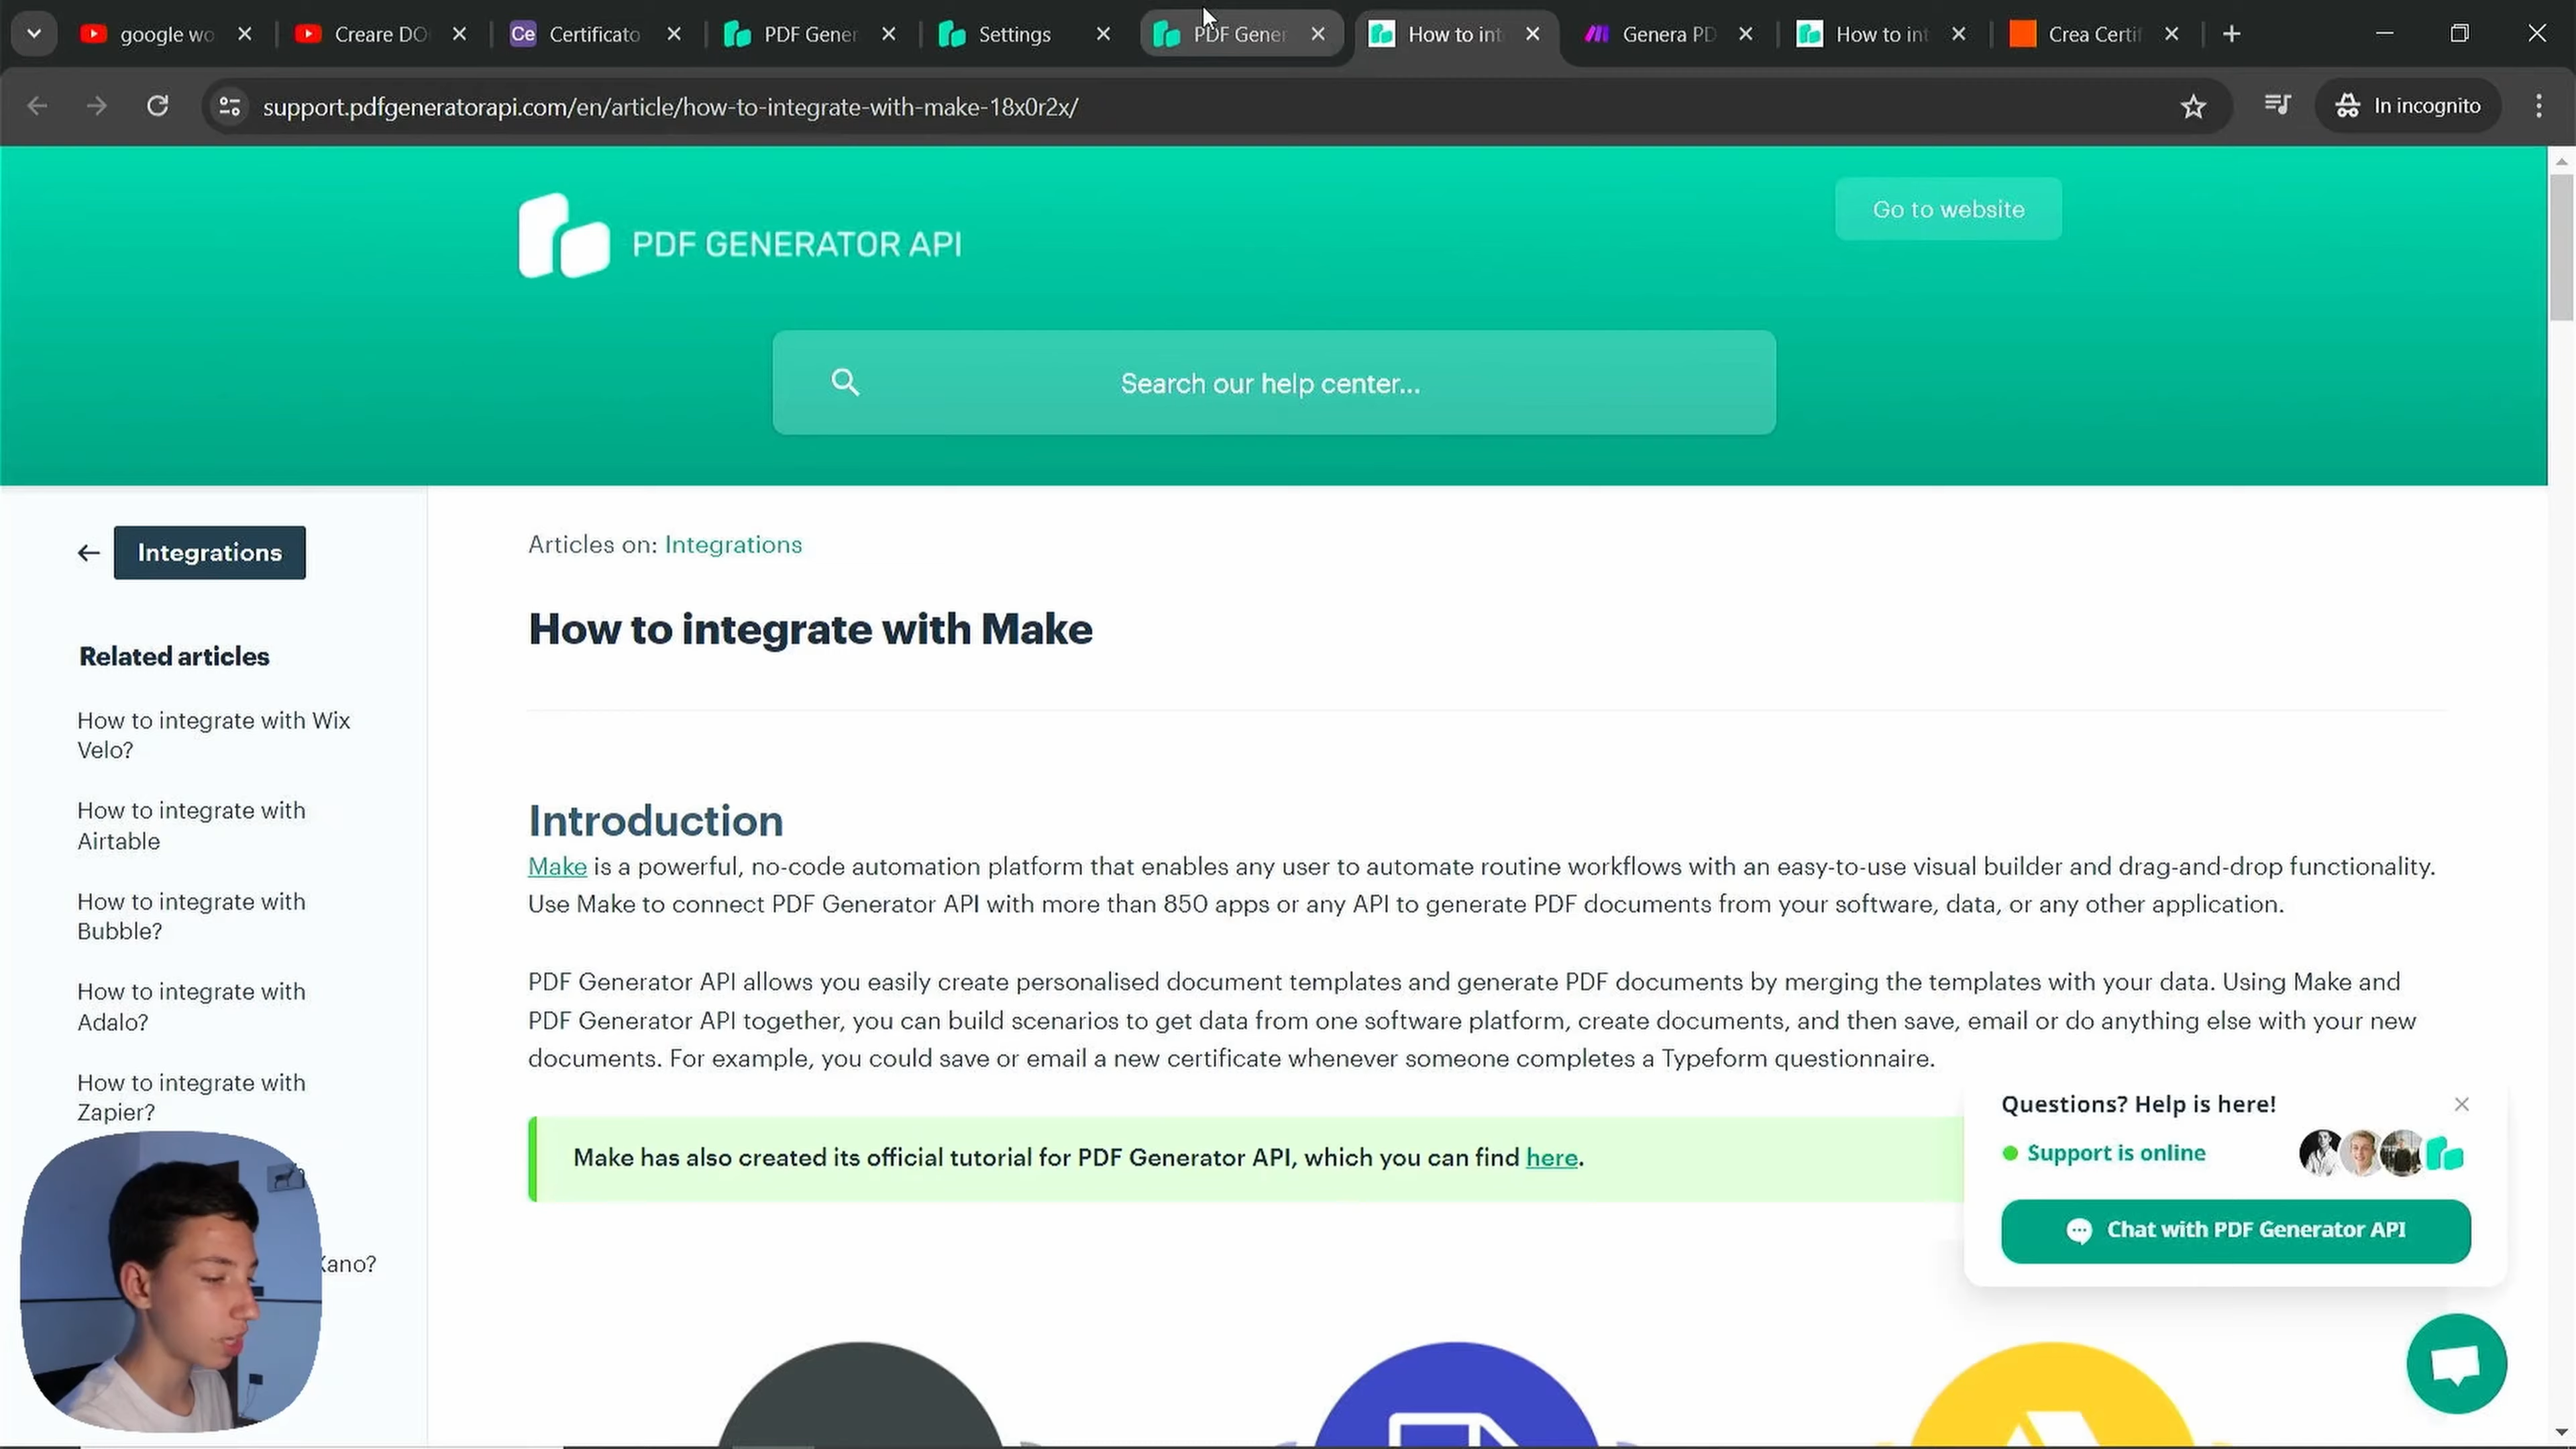 google wo
Creare DO
Ce
Certificato
PDF Gener
Settings
PDF Gener
How to int
Genera PD
How to int
Crea Certif
support.pdfgeneratorapi.com/en/article/how-to-integrate-with-make-18x0r2x/
In incognito
PDF GENERATOR API
Go to website
Search our help center...
Integrations
Related articles
How to integrate with Wix
Velo?
How to integrate with
Airtable
How to integrate with
Bubble?
How to integrate with
Adalo?
How to integrate with
Zapier?
Kano?
Articles on: Integrations
How to integrate with Make
Introduction
Make is a powerful, no-code automation platform that enables any user to automate routine workflows with an easy-to-use visual builder and drag-and-drop functionality.
Use Make to connect PDF Generator API with more than 850 apps or any API to generate PDF documents from your software, data, or any other application.
PDF Generator API allows you easily create personalised document templates and generate PDF documents by merging the templates with your data. Using Make and
PDF Generator API together, you can build scenarios to get data from one software platform, create documents, and then save, email or do anything else with your new
documents. For example, you could save or email a new certificate whenever someone completes a Typeform questionnaire.
Make has also created its official tutorial for PDF Generator API, which you can find here.
Questions? Help is here!
Support is online
Chat with PDF Generator API